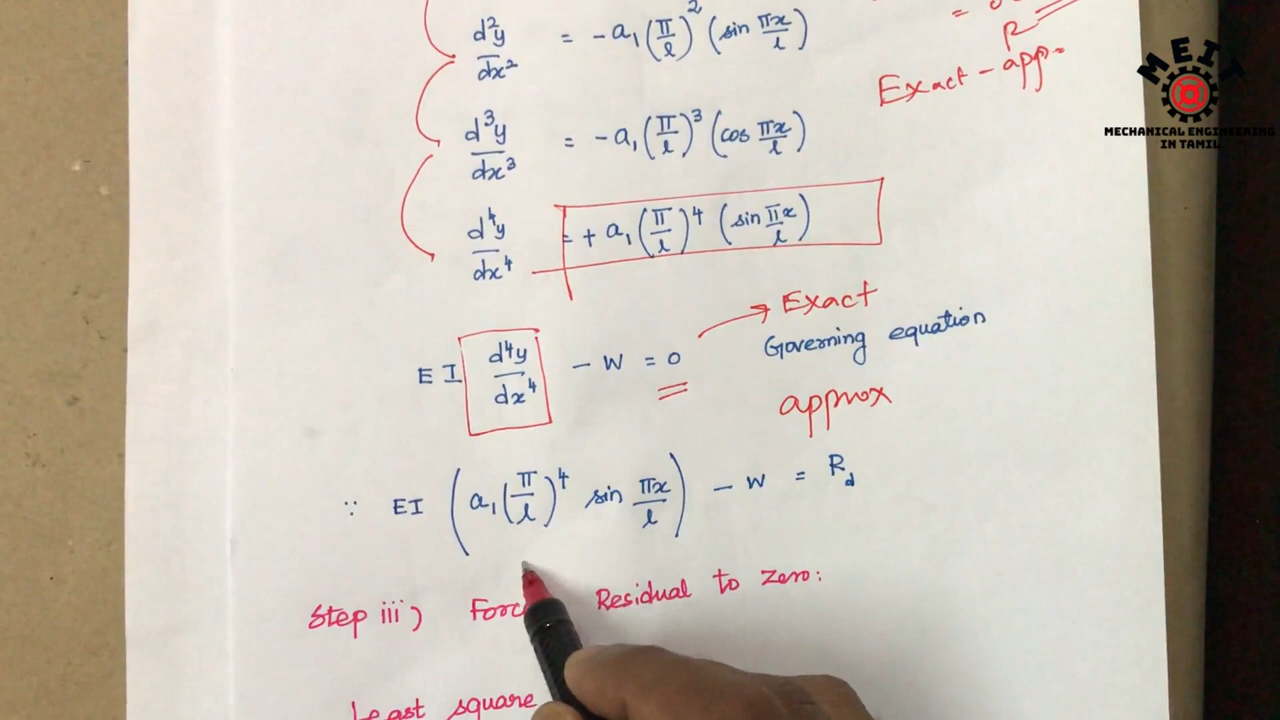 d²y/dx² = -a₁(π/l)² (sin πx/l)
Exact - app-
MEIT
MECHANICAL ENGINEERING
IN TAMIL
d³y/dx³ = -a₁(π/l)³ (cos πx/l)
d⁴y/dx⁴ = + a₁(π/l)⁴ (sin πx/l)
Exact
EI d⁴y/dx⁴ - W = 0 Governing equation
approx
∵ EI (a₁(π/l)⁴ sin πx/l) - W = R_d
Step iii) Forc Residual to zero:
Least square